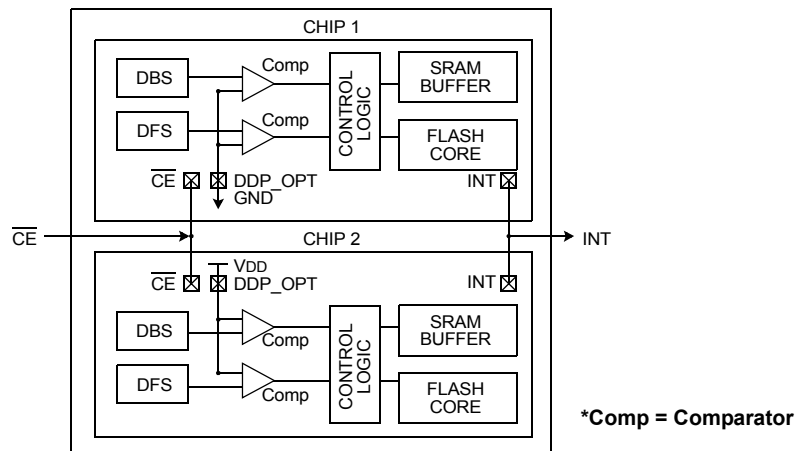 CHIP 1
DBS
Comp
CONTROL
LOGIC
SRAM
BUFFER
DFS
Comp
FLASH
CORE
CE
DDP_OPT
GND
INT
CE
INT
CHIP 2
VDD
CE
DDP_OPT
INT
DBS
Comp
CONTROL
LOGIC
SRAM
BUFFER
DFS
Comp
FLASH
CORE
*Comp = Comparator